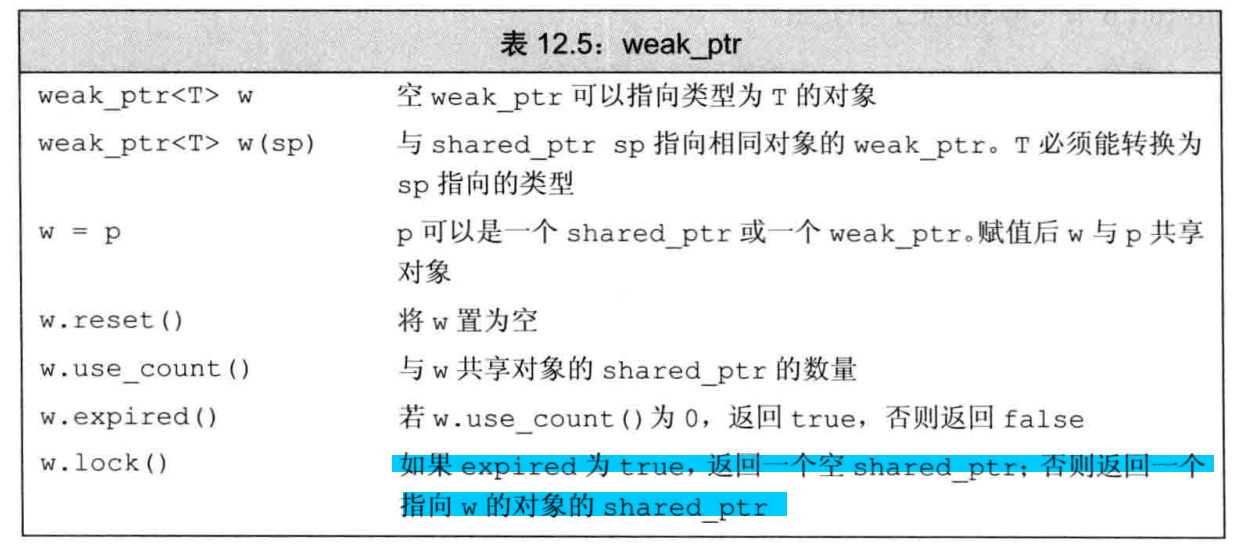 表 12.5：weak_ptr
weak_ptr<T> w 空 weak_ptr 可以指向类型为 T 的对象
weak_ptr<T> w(sp) 与 shared_ptr sp 指向相同对象的 weak_ptr。T 必须能转换为
sp 指向的类型
w = p p 可以是一个 shared_ptr 或一个 weak_ptr。赋值后 w 与 p 共享
对象
w.reset() 将 w 置为空
w.use_count() 与 w 共享对象的 shared_ptr 的数量
w.expired() 若 w.use_count()为 0，返回 true，否则返回 false
w.lock() 如果 expired 为 true，返回一个空 shared_ptr；否则返回一个
指向 w 的对象的 shared_ptr